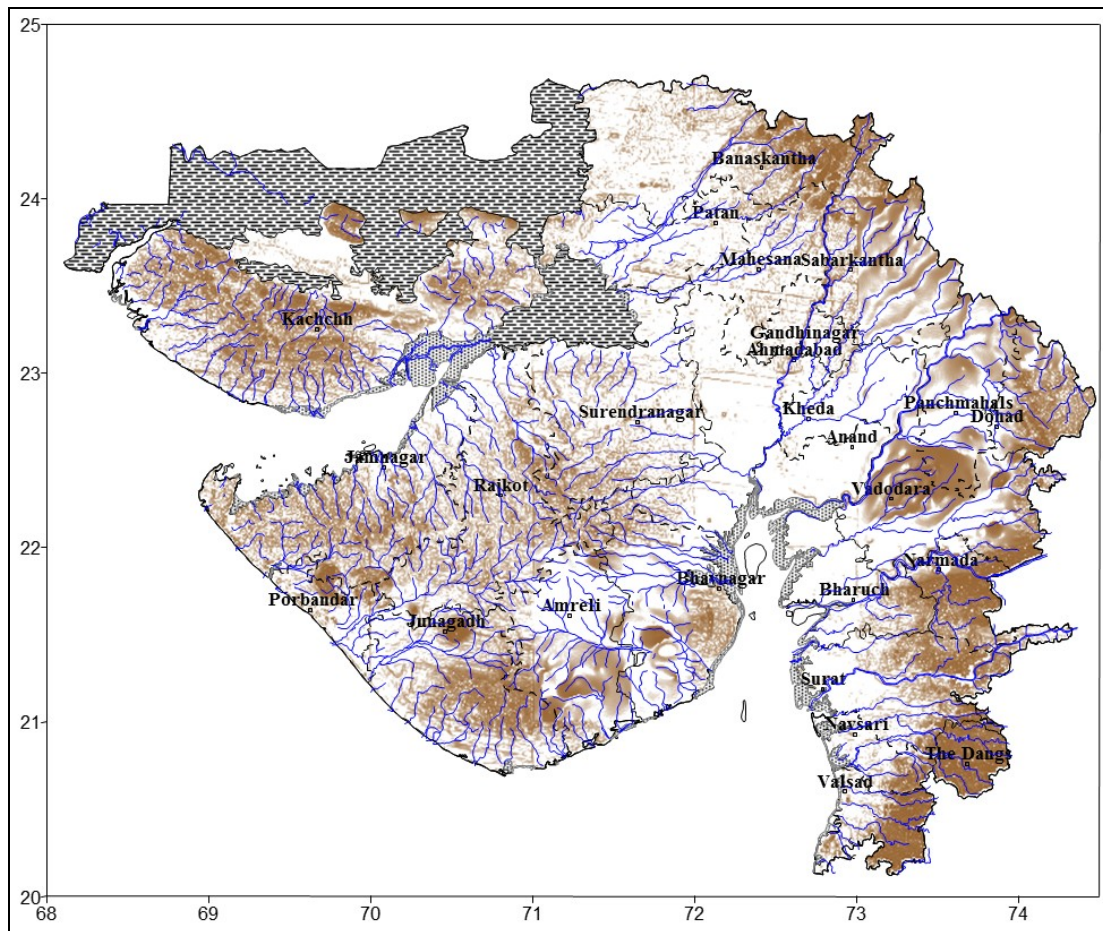 25
Banaskantha
24
Patan
Mahesana
Sabarkantha
Kachchh
Gandhinagar
Ahmadabad
23
Surendranagar
Kheda
Panchmahals
Dohad
Anand
Jamnagar
Rajkot
Vadodara
22
Narmada
Bhavnagar
Bharuch
Porbandar
Amreli
Junagadh
Surat
21
Navsari
The Dangs
Valsad
20
68
69
70
71
72
73
74